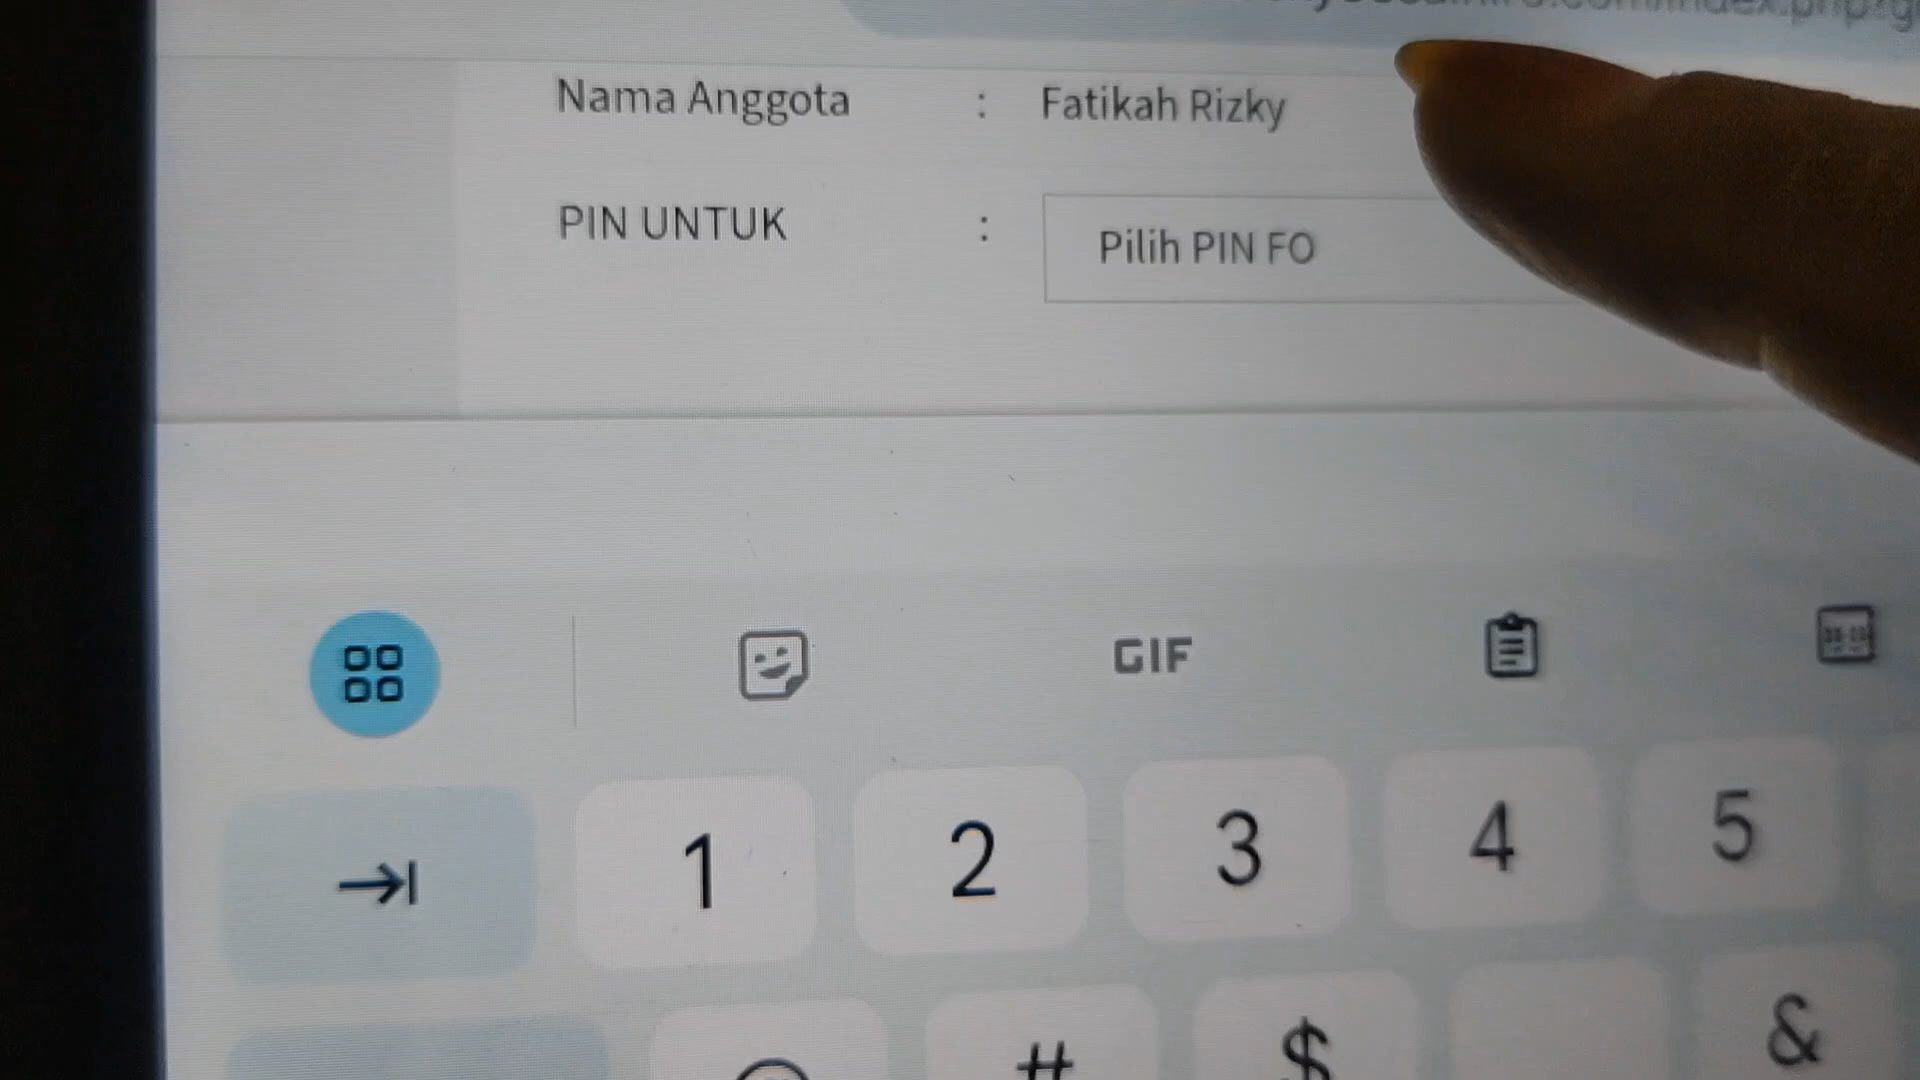 Nama Anggota : Fatikah Rizky
PIN UNTUK : Pilih PIN FO
GIF
1 2 3 4 5
# $ &